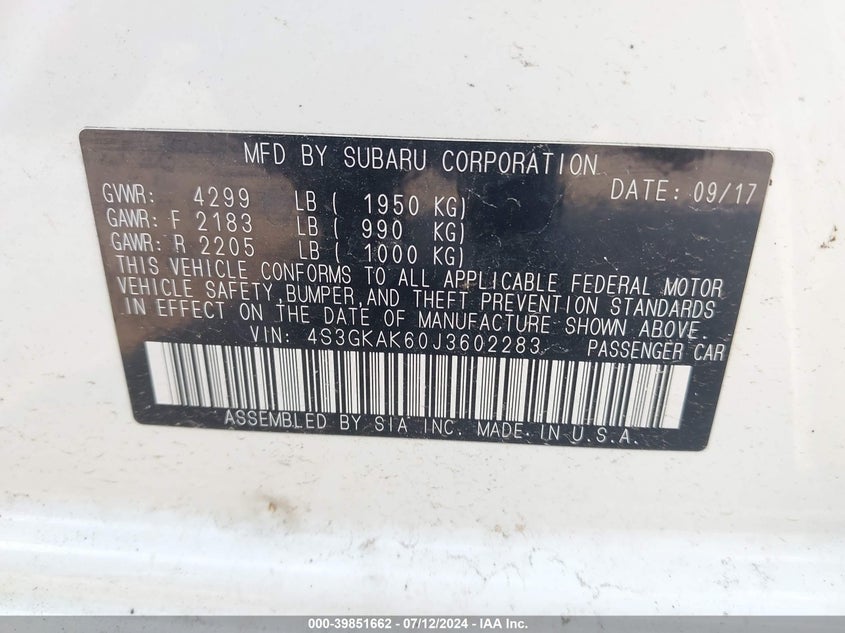 MFD BY SUBARU CORPORATION
DATE: 09/17
GVWR: 4299 LB ( 1950 KG)
GAWR: F 2183 LB ( 990 KG)
GAWR: R 2205 LB ( 1000 KG)
THIS VEHICLE CONFORMS TO ALL APPLICABLE FEDERAL MOTOR
VEHICLE SAFETY, BUMPER, AND THEFT PREVENTION STANDARDS
IN EFFECT ON THE DATE OF MANUFACTURE SHOWN ABOVE.
VIN: 4S3GKAK60J3602283 PASSENGER CAR
ASSEMBLED BY SIA INC. MADE IN U.S.A.
000-39851662 - 07/12/2024 - IAA Inc.